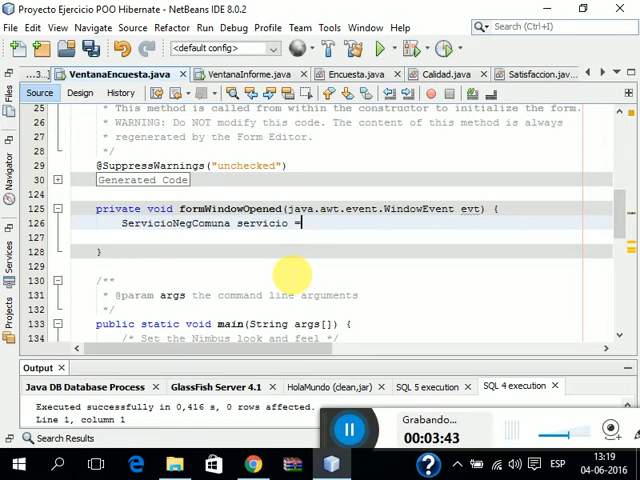 Proyecto Ejercicio POO Hibernate - NetBeans IDE 8.0.2
File Edit View Navigate Source Refactor Run Debug Profile Team Tools Window Help
Search (Ctrl+I)
<default config>
...3...] VentanaEncuesta.java VentanaInforme.java Encuesta.java Calidad.java Satisfaccion.java
Source Design History
Files
Navigator
Services
Projects
25 * This method is called from within the constructor to initialize the form.
26 * WARNING: Do NOT modify this code. The content of this method is always
27 * regenerated by the Form Editor.
28 */
29 @SuppressWarnings("unchecked")
30 Generated Code
124
125 private void formWindowOpened(java.awt.event.WindowEvent evt) {
126 ServicioNegComuna servicio =
127
128 }
129
130 /**
131 * @param args the command line arguments
132 */
133 public static void main(String args[]) {
134 /* Set the Nimbus look and feel */
Output
Java DB Database Process GlassFish Server 4.1 HolaMundo (clean,jar) SQL 5 execution SQL 4 execution
Executed successfully in 0,416 s, 0 rows affected.
Line 1, column 1
Search Results
Grabando...
00:03:43
ESP
13:19
04-06-2016